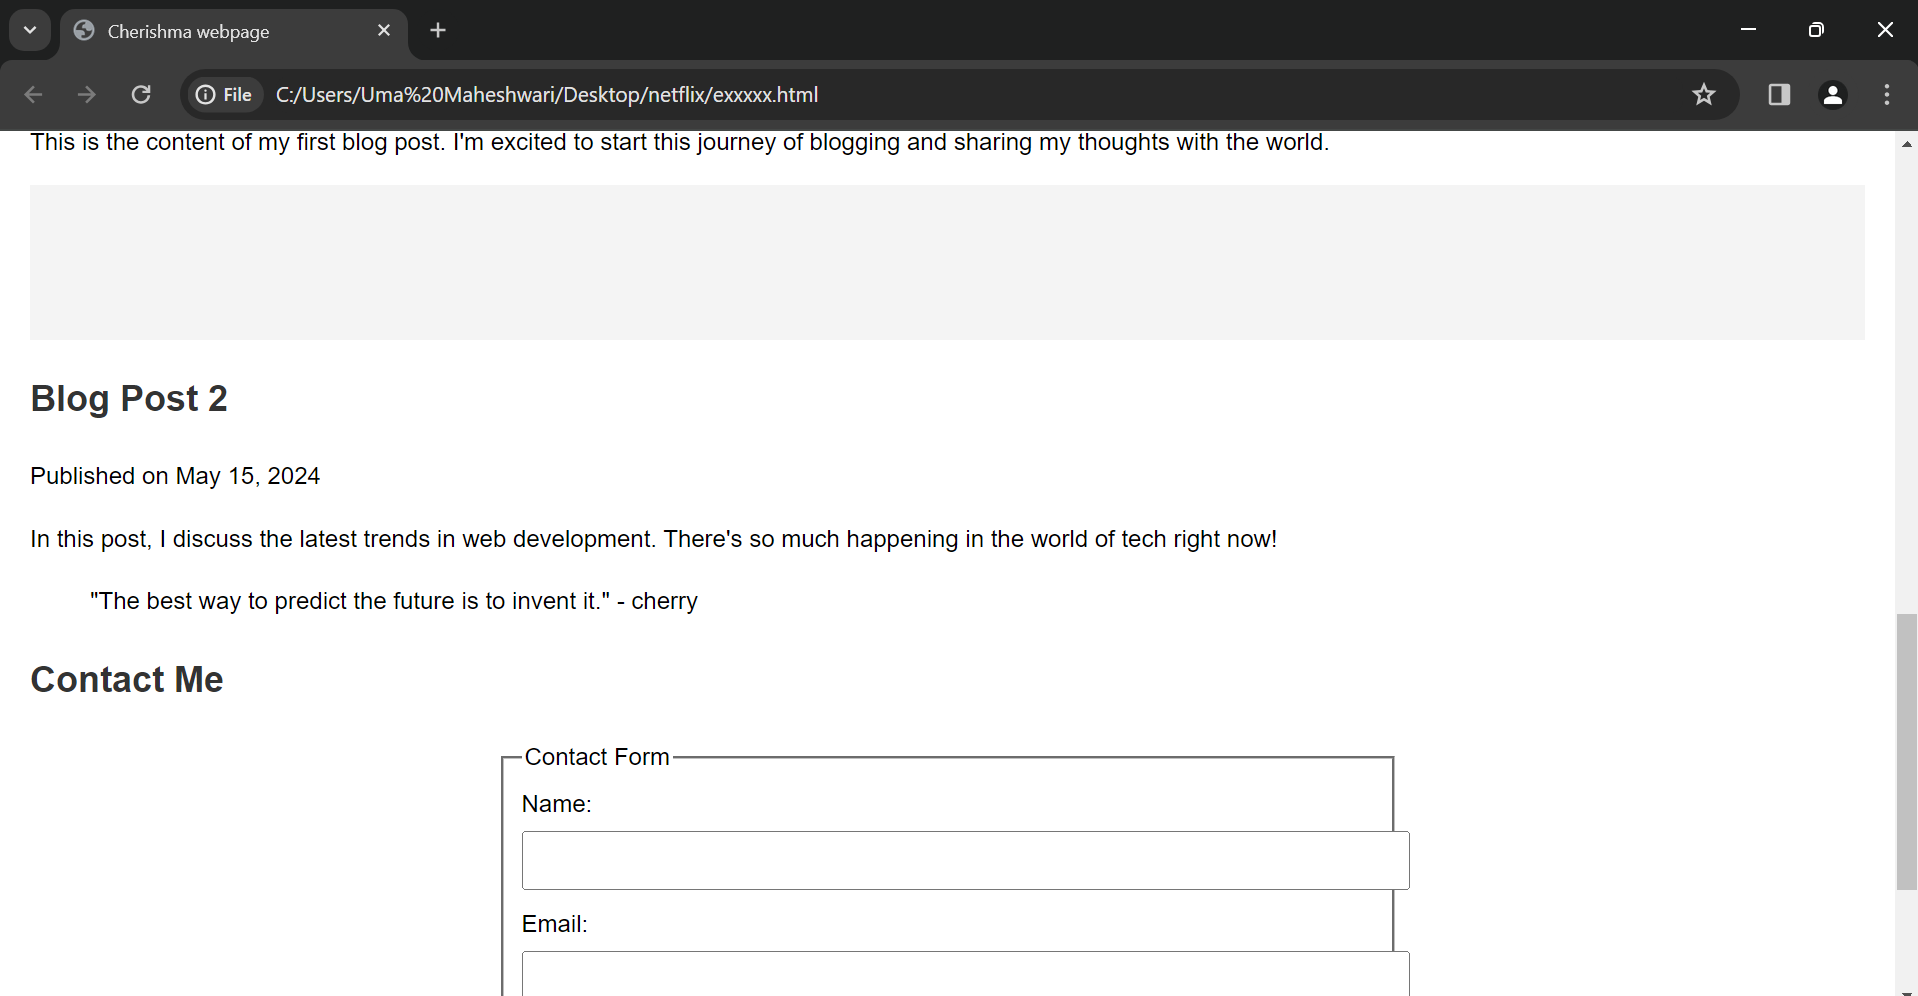 Cherishma webpage
File
C:/Users/Uma%20Maheshwari/Desktop/netflix/exxxxx.html
This is the content of my first blog post. I'm excited to start this journey of blogging and sharing my thoughts with the world.
Blog Post 2
Published on May 15, 2024
In this post, I discuss the latest trends in web development. There's so much happening in the world of tech right now!
"The best way to predict the future is to invent it." - cherry
Contact Me
Contact Form
Name:
Email: